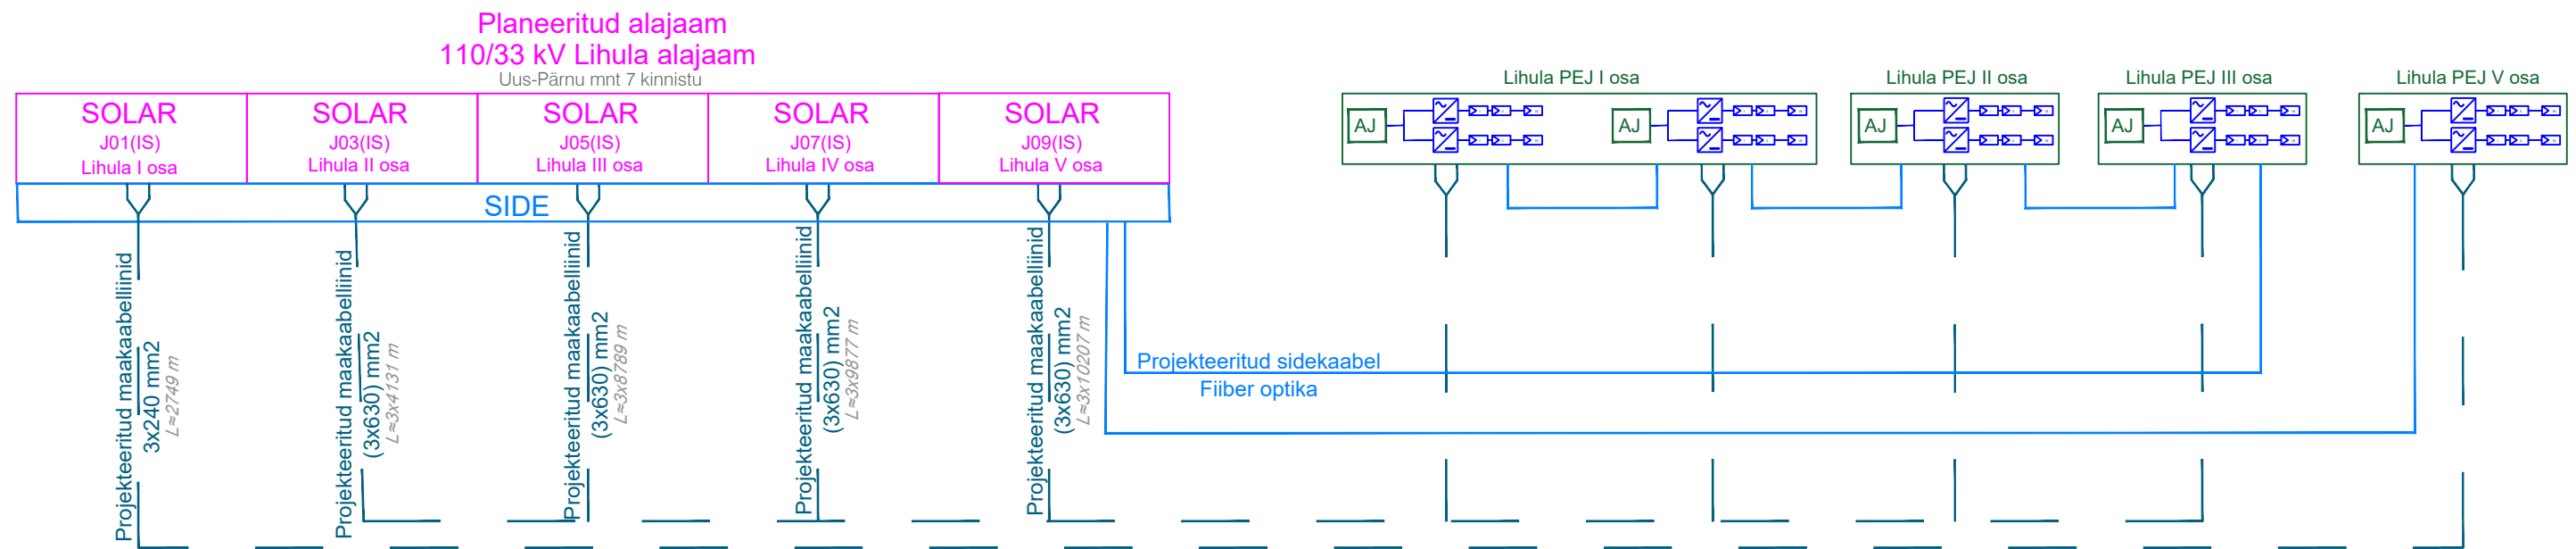 Planeeritud alajaam
110/33 kV Lihula alajaam
Uus-Pärnu mnt 7 kinnistu
SOLAR
J01(IS)
Lihula I osa
SOLAR
J03(IS)
Lihula II osa
SOLAR
J05(IS)
Lihula III osa
SOLAR
J07(IS)
Lihula IV osa
SOLAR
J09(IS)
Lihula V osa
SIDE
Projekteeritud maakaabelliinid
3x240 mm2
L≈2749 m
Projekteeritud maakaabelliinid
(3x630) mm2
L≈3x4131 m
Projekteeritud maakaabelliinid
(3x630) mm2
L≈3x8789 m
Projekteeritud maakaabelliinid
(3x630) mm2
L≈3x9877 m
Projekteeritud maakaabelliinid
(3x630) mm2
L≈3x10207 m
Projekteeritud sidekaabel
Fiiber optika
Lihula PEJ I osa
AJ
AJ
Lihula PEJ II osa
AJ
Lihula PEJ III osa
AJ
Lihula PEJ V osa
AJ